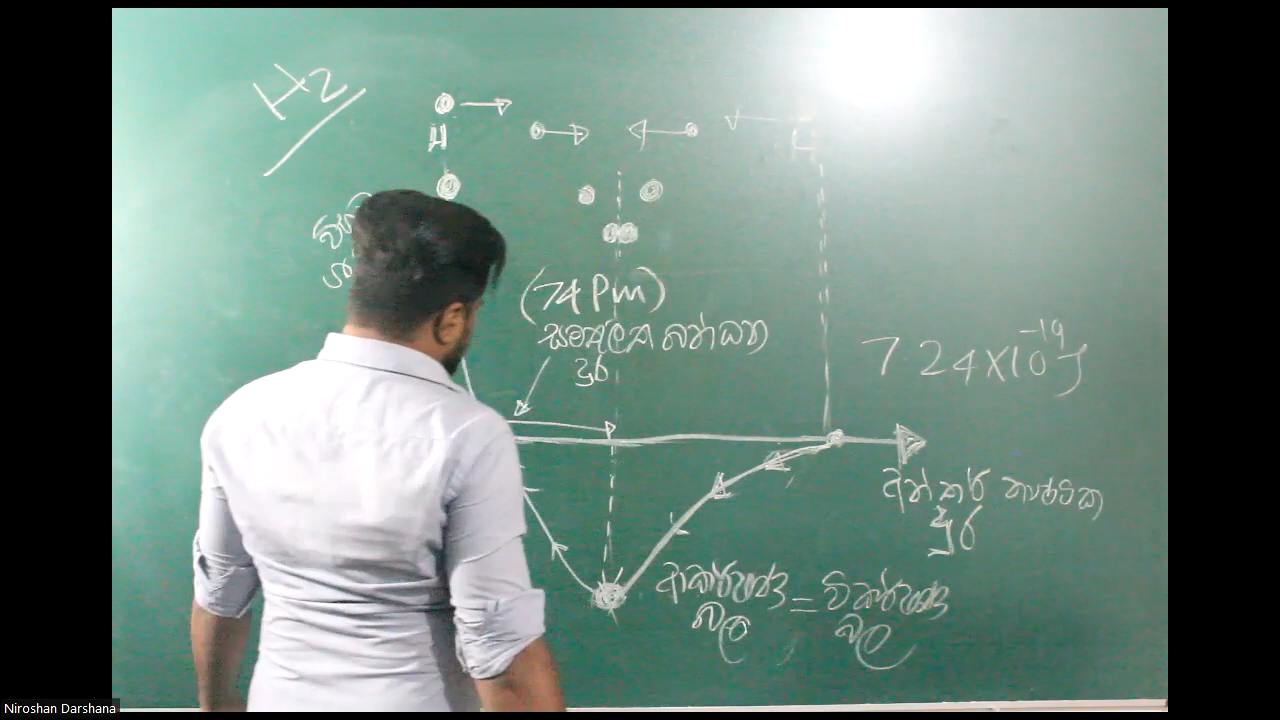 H2
H
(74 Pm)
සමතුලිත බන්ධන
දුර
7.24X10⁻¹⁹J
අන්තර් න්‍යෂ්ටික
දුර
ආකර්ෂණ = විකර්ෂණ
බල බල
Niroshan Darshana